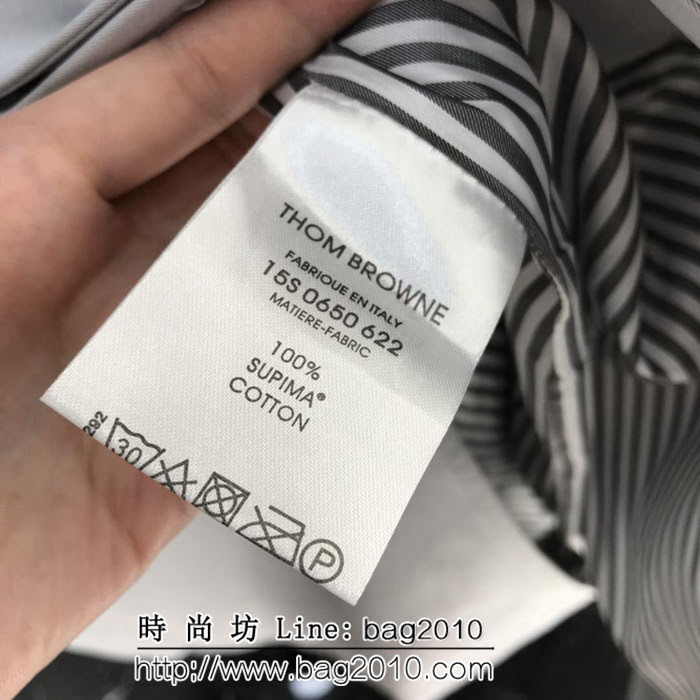 THOM BROWNE
FABRIQUE EN ITALY
15S 0650 622
MATIERE-FABRIC
100%
SUPIMA®
COTTON
292
30
P
時尚坊 Line: bag2010
http://www.bag2010.com